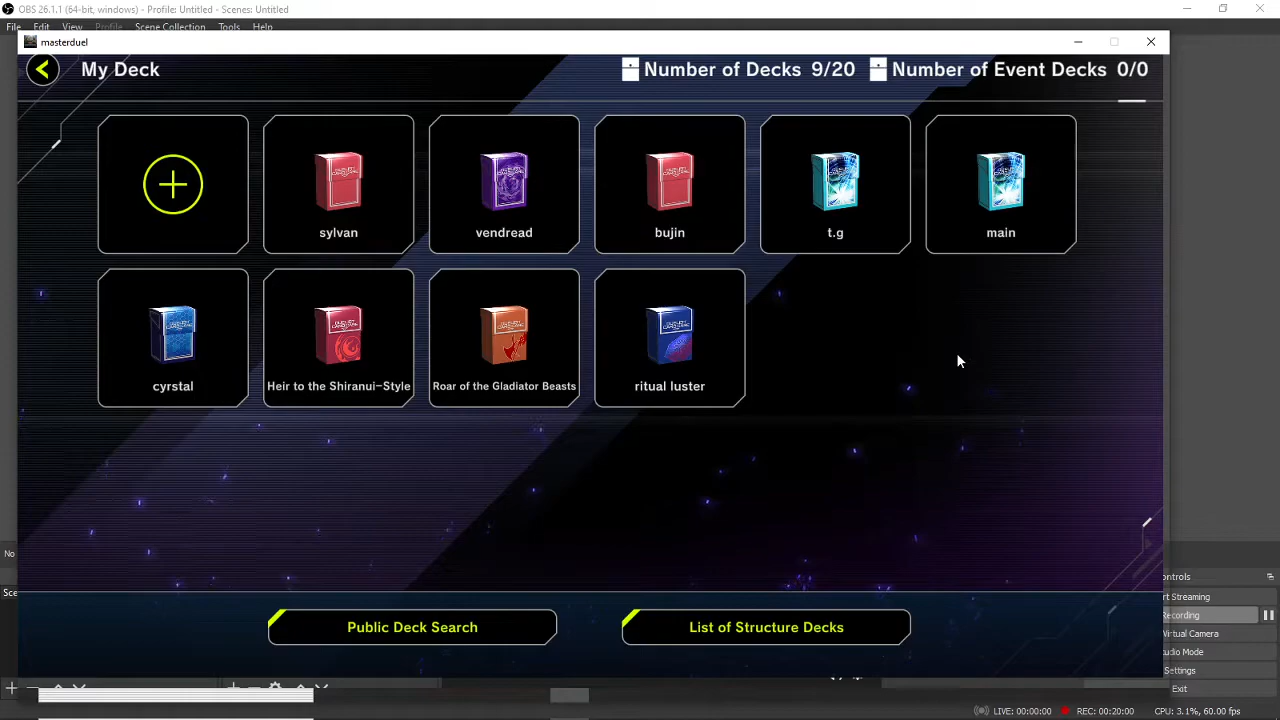 OBS 26.1.1 (64-bit, windows) - Profile: Untitled - Scenes: Untitled
File Edit View Profile Scene Collection Tools Help
masterduel
My Deck
Number of Decks 9/20
Number of Event Decks 0/0
sylvan
vendread
bujin
t.g
main
cyrstal
Heir to the Shiranui-Style
Roar of the Gladiator Beasts
ritual luster
Public Deck Search
List of Structure Decks
No
Sce
ontrols
rt Streaming
Recording
Virtual Camera
udio Mode
Settings
Exit
LIVE: 00:00:00
REC: 00:20:00
CPU: 3.1%, 60.00 fps